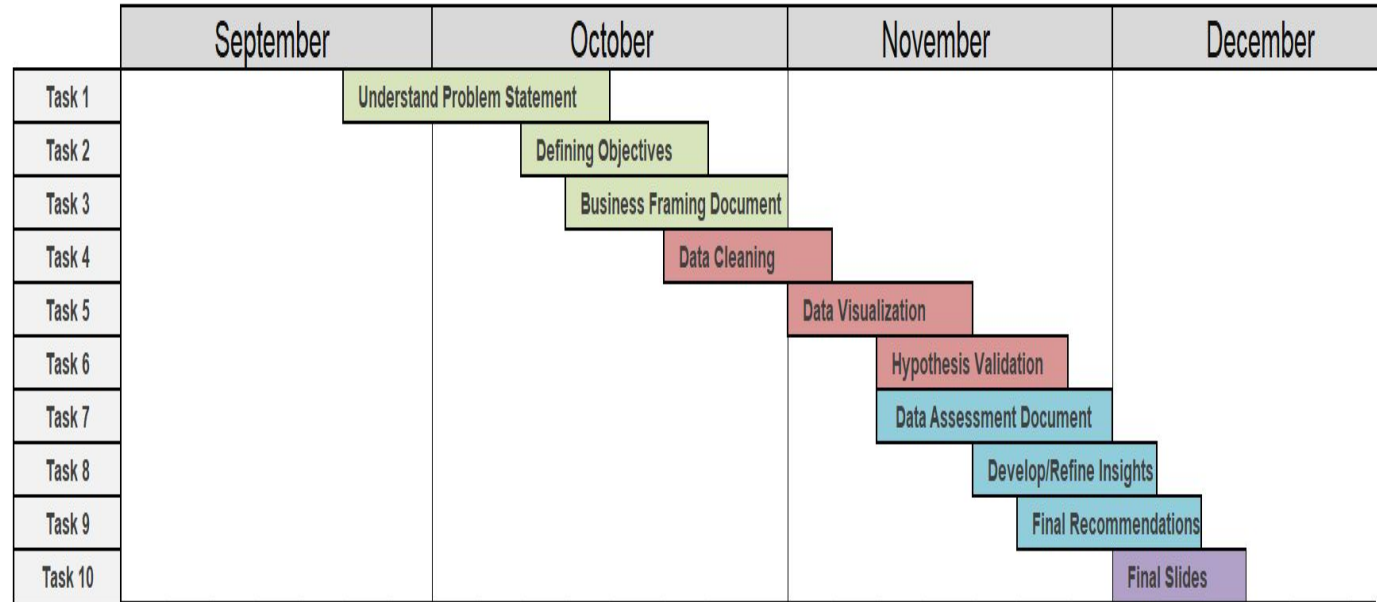 September October November December
Task 1 Understand Problem Statement
Task 2 Defining Objectives
Task 3 Business Framing Document
Task 4 Data Cleaning
Task 5 Data Visualization
Task 6 Hypothesis Validation
Task 7 Data Assessment Document
Task 8 Develop/Refine Insights
Task 9 Final Recommendations
Task 10 Final Slides